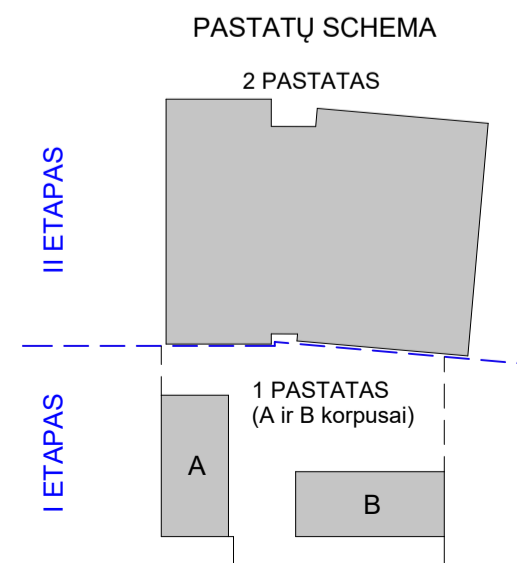 PASTATŲ SCHEMA
2 PASTATAS
II ETAPAS
1 PASTATAS
(A ir B korpusai)
I ETAPAS
A
B